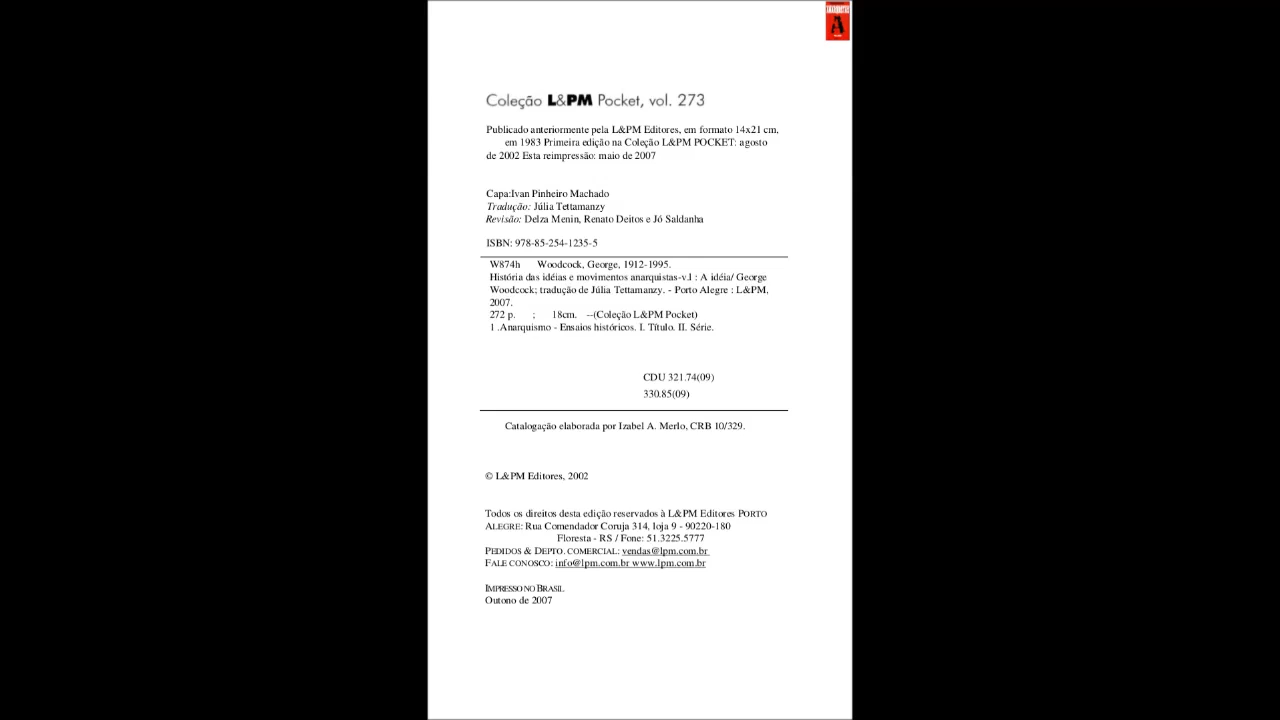 Coleção L&PM Pocket, vol. 273
Publicado anteriormente pela L&PM Editores, em formato 14x21 cm,
em 1983 Primeira edição na Coleção L&PM POCKET: agosto
de 2002 Esta reimpressão: maio de 2007
Capa:Ivan Pinheiro Machado
Tradução: Júlia Tettamanzy
Revisão: Delza Menin, Renato Deitos e Jó Saldanha
ISBN: 978-85-254-1235-5
W874h Woodcock, George, 1912-1995.
História das idéias e movimentos anarquistas-v.l : A idéia/ George
Woodcock; tradução de Júlia Tettamanzy. - Porto Alegre : L&PM,
2007.
272 p. ; 18cm. --(Coleção L&PM Pocket)
1 .Anarquismo - Ensaios históricos. I. Título. II. Série.
CDU 321.74(09)
330.85(09)
Catalogação elaborada por Izabel A. Merlo, CRB 10/329.
© L&PM Editores, 2002
Todos os direitos desta edição reservados à L&PM Editores PORTO
ALEGRE: Rua Comendador Coruja 314, loja 9 - 90220-180
Floresta - RS / Fone: 51.3225.5777
PEDIDOS & DEPTO. COMERCIAL: vendas@lpm.com.br
FALE CONOSCO: info@lpm.com.br www.lpm.com.br
IMPRESSO NO BRASIL
Outono de 2007